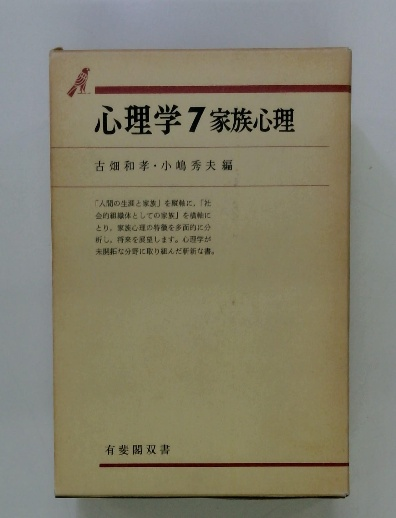 心理学7家族心理
古畑和孝・小嶋秀夫編
「人間の生涯と家族」を縦軸に、「社
会的組織体としての家族」を横軸に
とり、家族心理の特徴を多面的に分
析し、将来を展望します。心理学が
未開拓な分野に取り組んだ斬新な書。
有斐閣双書